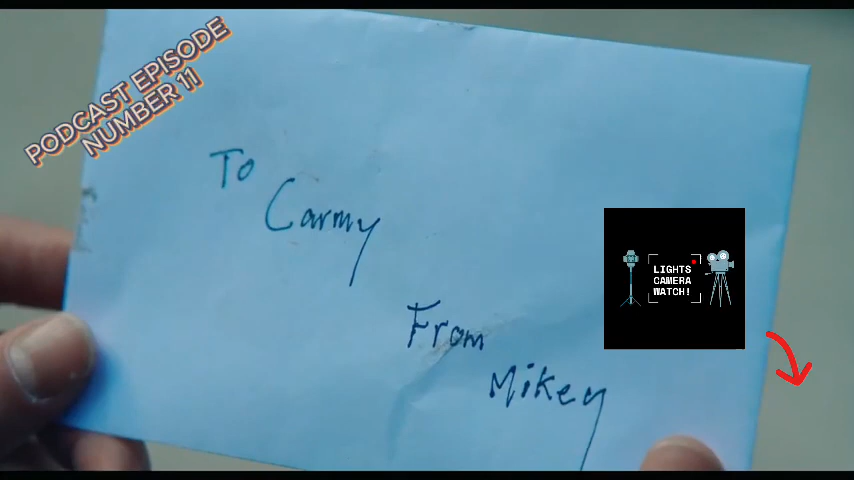 PODCAST EPISODE
NUMBER 11
To
Carmy
From
Mikey
LIGHTS
CAMERA
WATCH!